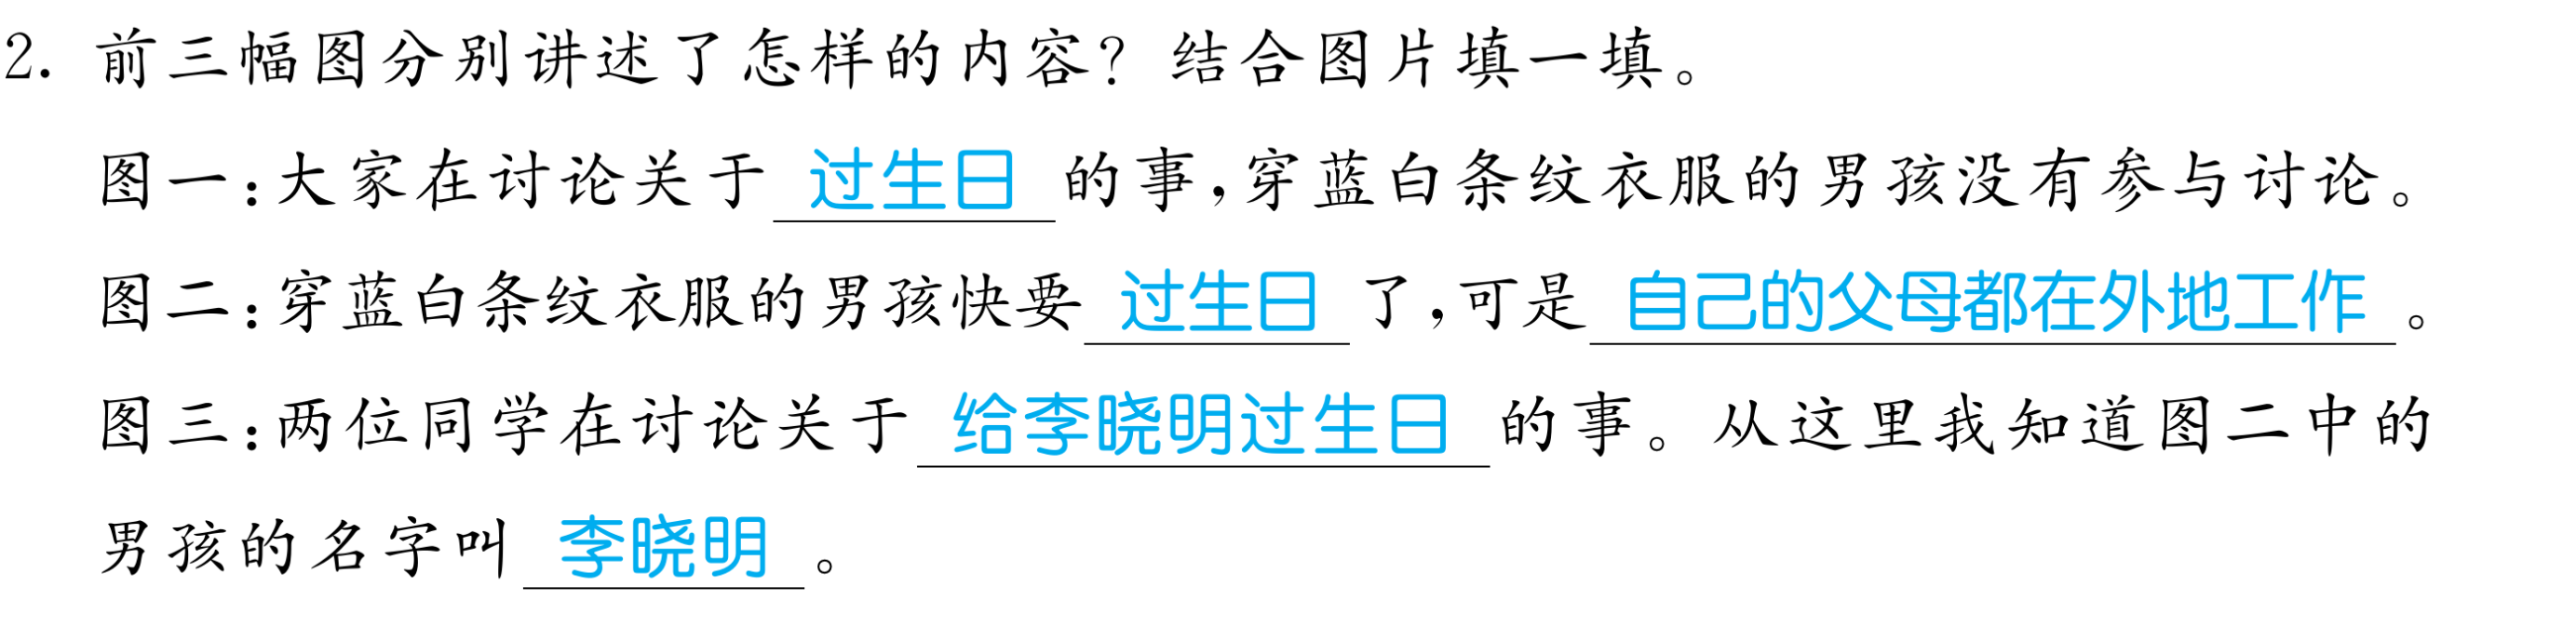 2. 前三幅图分别讲述了怎样的内容？结合图片填一填。
图一：大家在讨论关于 过生日 的事，穿蓝白条纹衣服的男孩没有参与讨论。
图二：穿蓝白条纹衣服的男孩快要 过生日 了，可是 自己的父母都在外地工作 。
图三：两位同学在讨论关于 给李晓明过生日 的事。从这里我知道图二中的
男孩的名字叫 李晓明 。